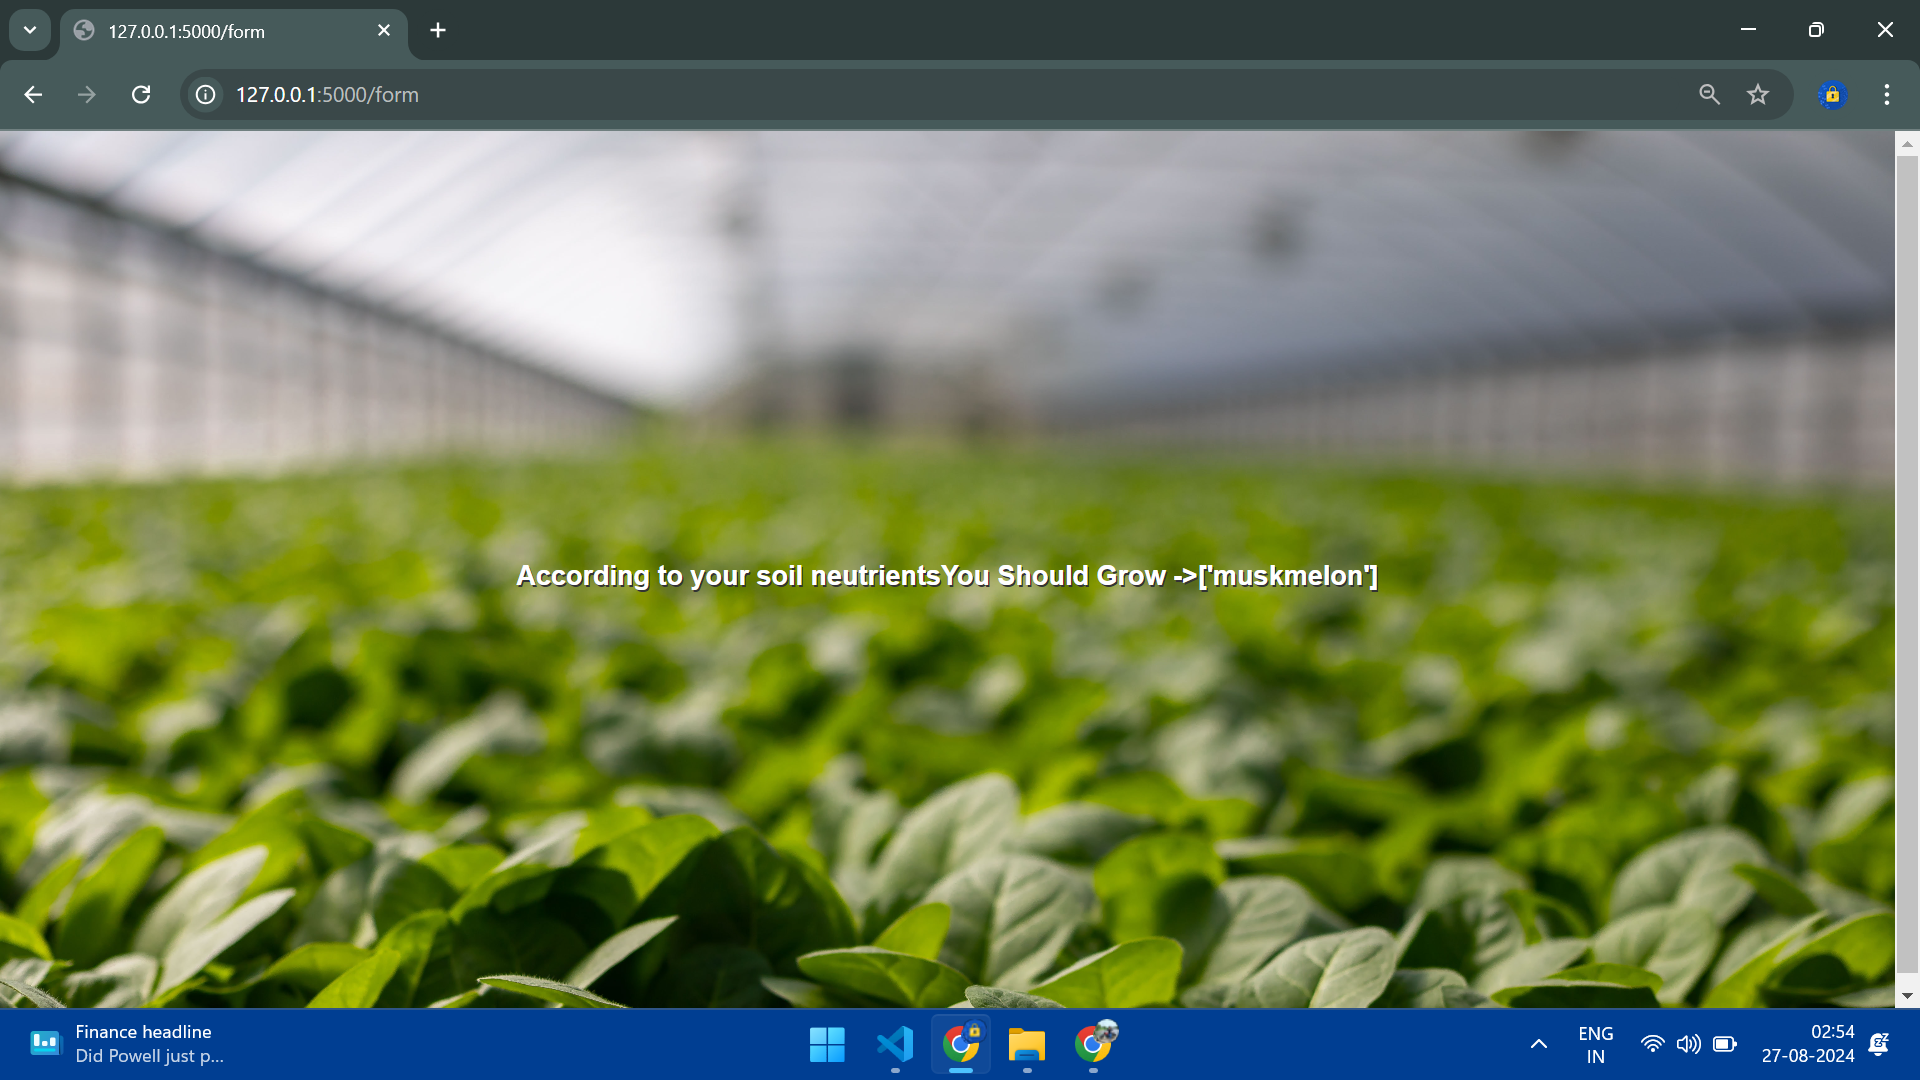 127.0.0.1:5000/form
127.0.0.1:5000/form
According to your soil neutrientsYou Should Grow ->['muskmelon']
Finance headline
Did Powell just p...
ENG
IN
02:54
27-08-2024